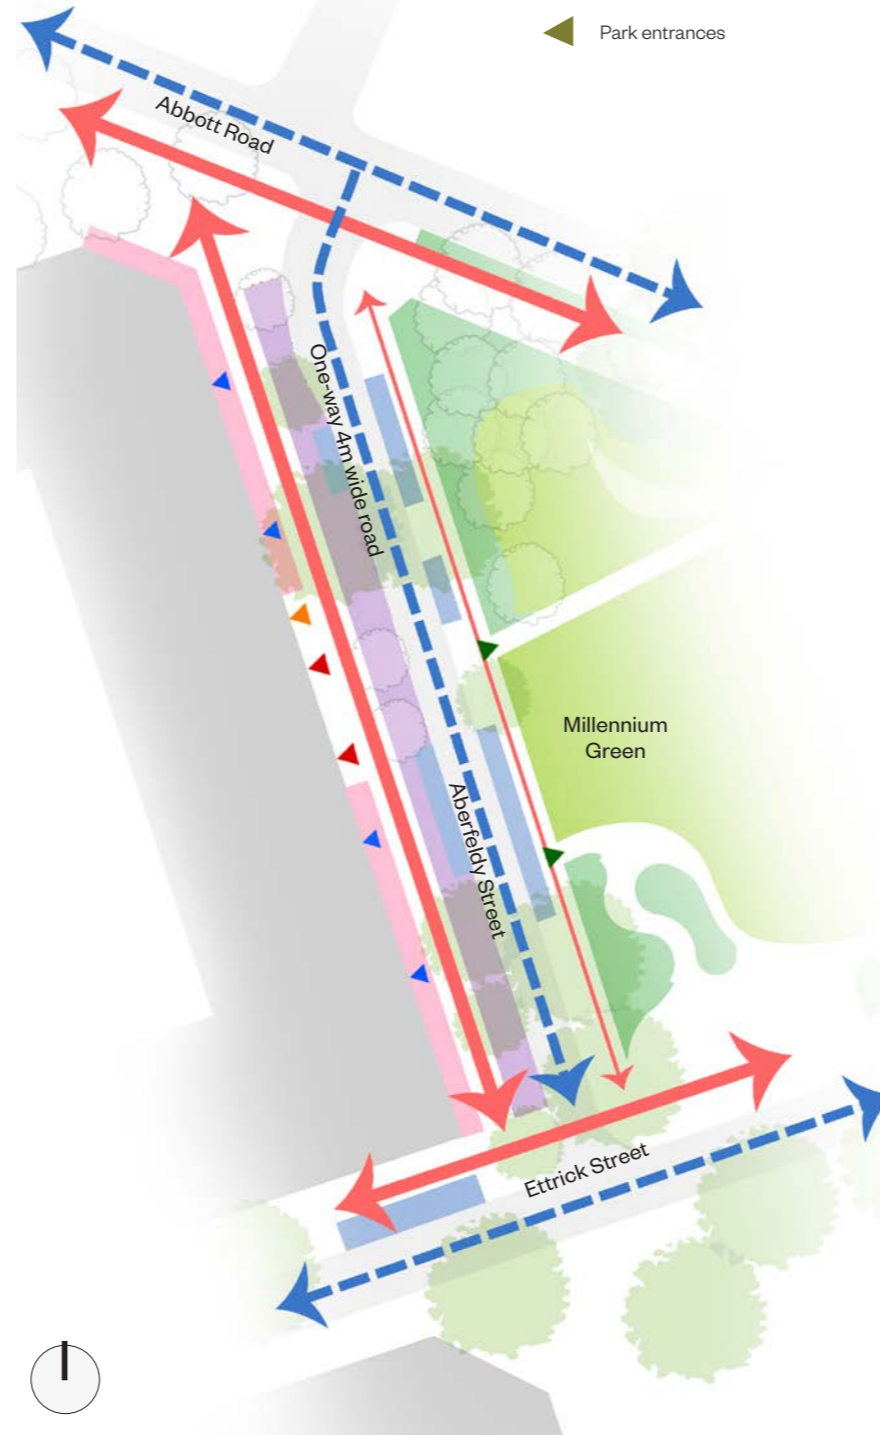 Park entrances
Abbott Road
One-way 4m wide road
Millennium
Green
Aberfeldy Street
Ettrick Street